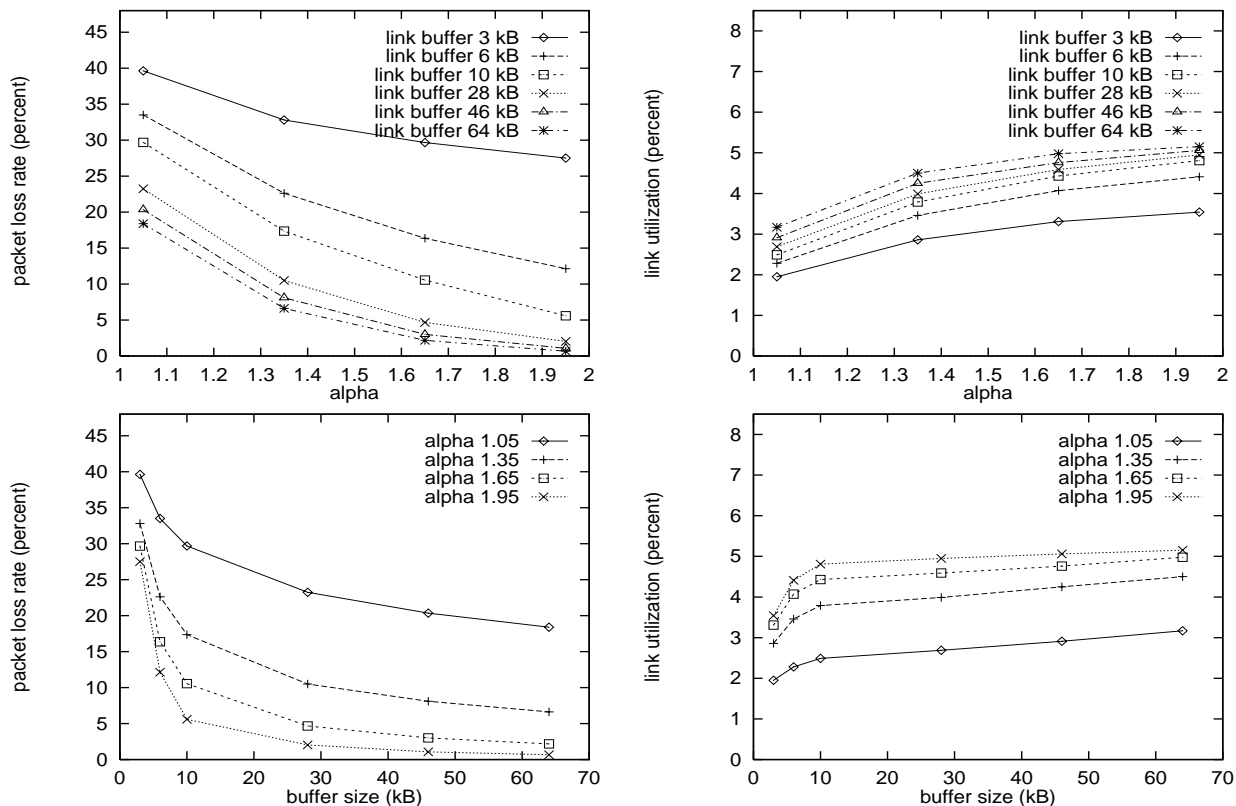 packet loss rate (percent)
45
40
35
30
25
20
15
10
5
0
link buffer 3 kB
link buffer 6 kB
link buffer 10 kB
link buffer 28 kB
link buffer 46 kB
link buffer 64 kB
1 1.1 1.2 1.3 1.4 1.5 1.6 1.7 1.8 1.9 2
alpha
link utilization (percent)
8
7
6
5
4
3
2
1
0
link buffer 3 kB
link buffer 6 kB
link buffer 10 kB
link buffer 28 kB
link buffer 46 kB
link buffer 64 kB
1 1.1 1.2 1.3 1.4 1.5 1.6 1.7 1.8 1.9 2
alpha
packet loss rate (percent)
45
40
35
30
25
20
15
10
5
0
alpha 1.05
alpha 1.35
alpha 1.65
alpha 1.95
0 10 20 30 40 50 60 70
buffer size (kB)
link utilization (percent)
8
7
6
5
4
3
2
1
0
alpha 1.05
alpha 1.35
alpha 1.65
alpha 1.95
0 10 20 30 40 50 60 70
buffer size (kB)